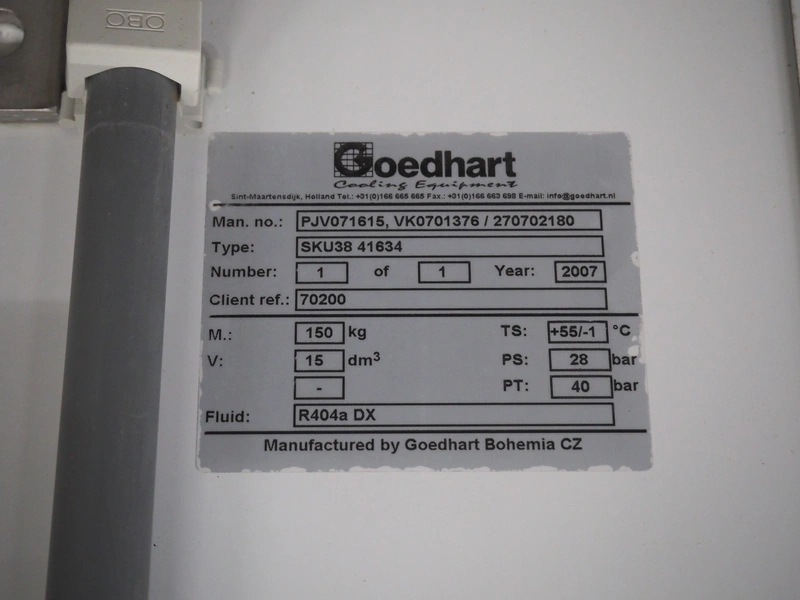 OBO
Goedhart
Cooling Equipment
Sint-Maartensdijk, Holland Tel.: +31(0)166 665 665 Fax.: +31(0)166 663 698 E-mail: info@goedhart.nl
Man. no.: PJV071615, VK0701376 / 270702180
Type: SKU38 41634
Number: 1 of 1 Year: 2007
Client ref.: 70200
M.: 150 kg TS: +55/-1 °C
V: 15 dm³ PS: 28 bar
- PT: 40 bar
Fluid: R404a DX
Manufactured by Goedhart Bohemia CZ